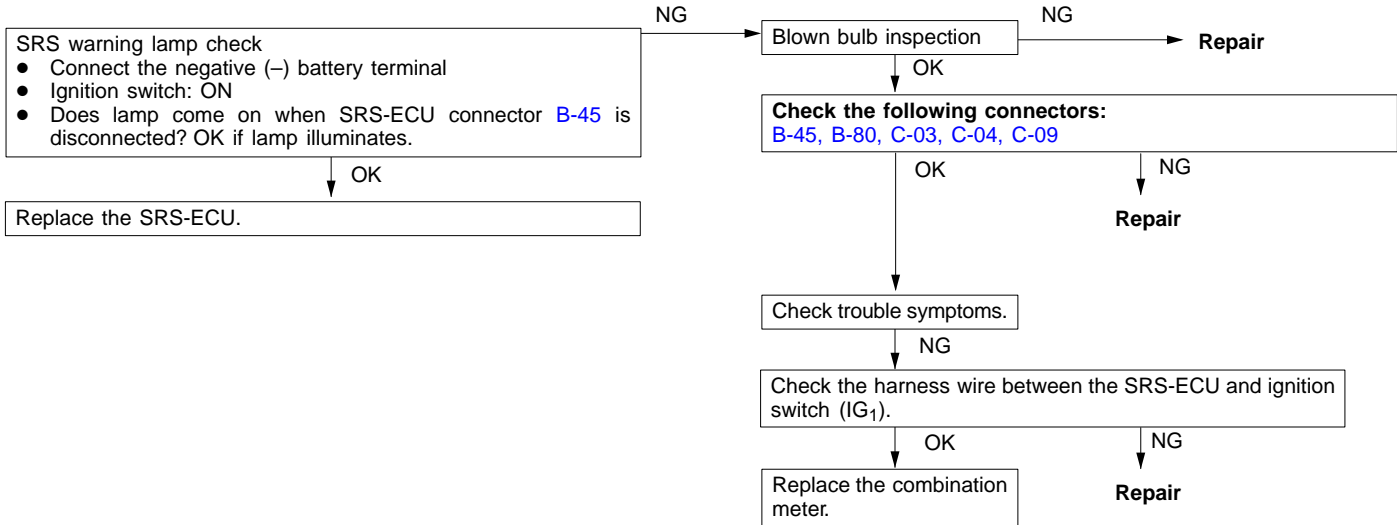 SRS warning lamp check
● Connect the negative (–) battery terminal
● Ignition switch: ON
● Does lamp come on when SRS-ECU connector B-45 is
disconnected? OK if lamp illuminates.
OK
Replace the SRS-ECU.
NG
Blown bulb inspection
NG
Repair
OK
Check the following connectors:
B-45, B-80, C-03, C-04, C-09
OK
NG
Repair
Check trouble symptoms.
NG
Check the harness wire between the SRS-ECU and ignition
switch (IG₁).
OK
NG
Replace the combination
meter.
Repair